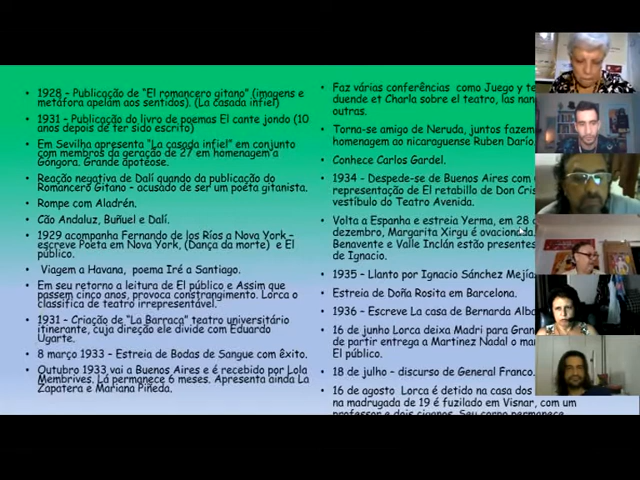 • 1928 – Publicação de "El romancero gitano" (imagens e
metáfora apelam aos sentidos). (La casada infiel)
• 1931 – Publicação do livro de poemas El cante jondo (10
anos depois de ter sido escrito)
• Em Sevilha apresenta "La casada infiel" em conjunto
com membros da geração de 27 em homenagem a
Góngora. Grande apoteose.
• Reação negativa de Dalí quando da publicação do
Romancero Gitano – acusado de ser um poeta gitanista.
• Rompe com Aladrén.
• Cão Andaluz, Buñuel e Dalí.
• 1929 acompanha Fernando de los Ríos a Nova York –
escreve Poeta em Nova York, (Dança da morte) e El
público.
• Viagem a Havana, poema Iré a Santiago.
• Em seu retorno a leitura de El público e Assim que
passem cinco anos, provoca constrangimento. Lorca o
classifica de teatro irrepresentável.
• 1931 – Criação de "La Barraca" teatro universitário
itinerante, cuja direção ele divide com Eduardo
Ugarte.
• 8 março 1933 – Estreia de Bodas de Sangue com êxito.
• Outubro 1933 vai a Buenos Aires e é recebido por Lola
Membrives. Lá permanece 6 meses. Apresenta ainda La
Zapatera e Mariana Piñeda.
• Faz várias conferências como Juego y te
duende et Charla sobre el teatro, las nan
outras.
• Torna-se amigo de Neruda, juntos fazem
homenagem ao nicaraguense Ruben Darío,
• Conhece Carlos Gardel.
• 1934 – Despede-se de Buenos Aires com
representação de El retabillo de Don Cris
vestíbulo do Teatro Avenida.
• Volta a Espanha e estreia Yerma, em 28
dezembro, Margarita Xirgu é ovacionada.
Benavente e Valle Inclán estão presentes
de Ignacio.
• 1935 – Llanto por Ignacio Sánchez Mejía
• Estreia de Doña Rosita em Barcelona.
• 1936 – Escreve La casa de Bernarda Alba
• 16 de junho Lorca deixa Madri para Gran
de partir entrega a Martinez Nadal o ma
El público.
• 18 de julho – discurso de General Franco.
• 16 de agosto Lorca é detido na casa dos
na madrugada de 19 é fuzilado em Visnar, com um
professor e dois ciganos. Seu corpo permanece